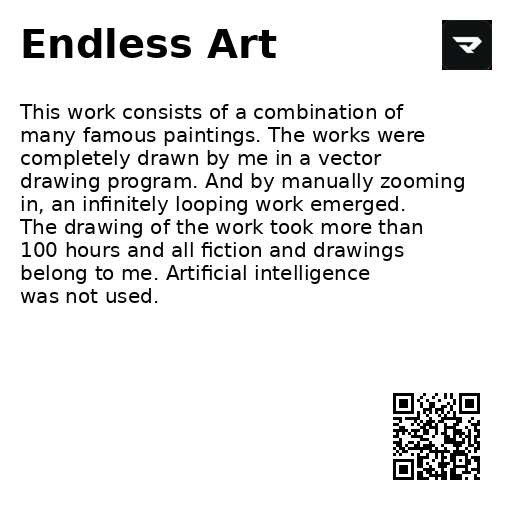 Endless Art
This work consists of a combination of
many famous paintings. The works were
completely drawn by me in a vector
drawing program. And by manually zooming
in, an infinitely looping work emerged.
The drawing of the work took more than
100 hours and all fiction and drawings
belong to me. Artificial intelligence
was not used.